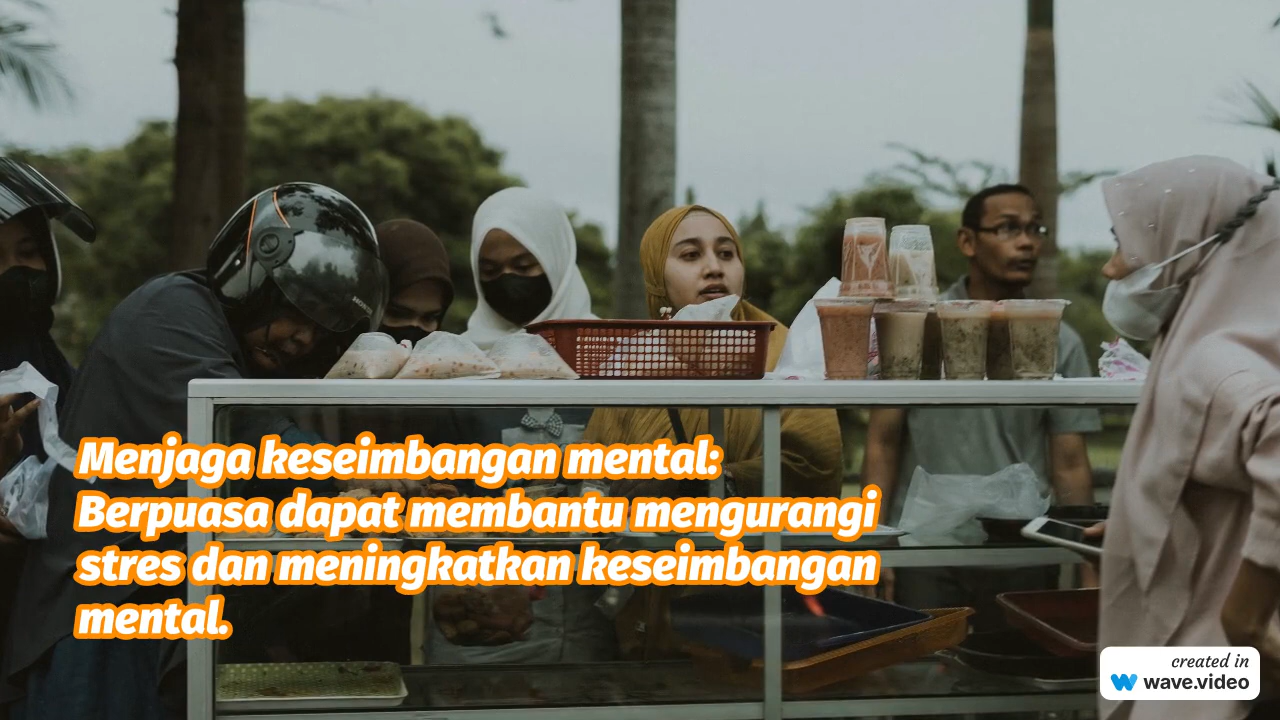 Menjaga keseimbangan mental:
Berpuasa dapat membantu mengurangi
stres dan meningkatkan keseimbangan
mental.
created in
wave.video